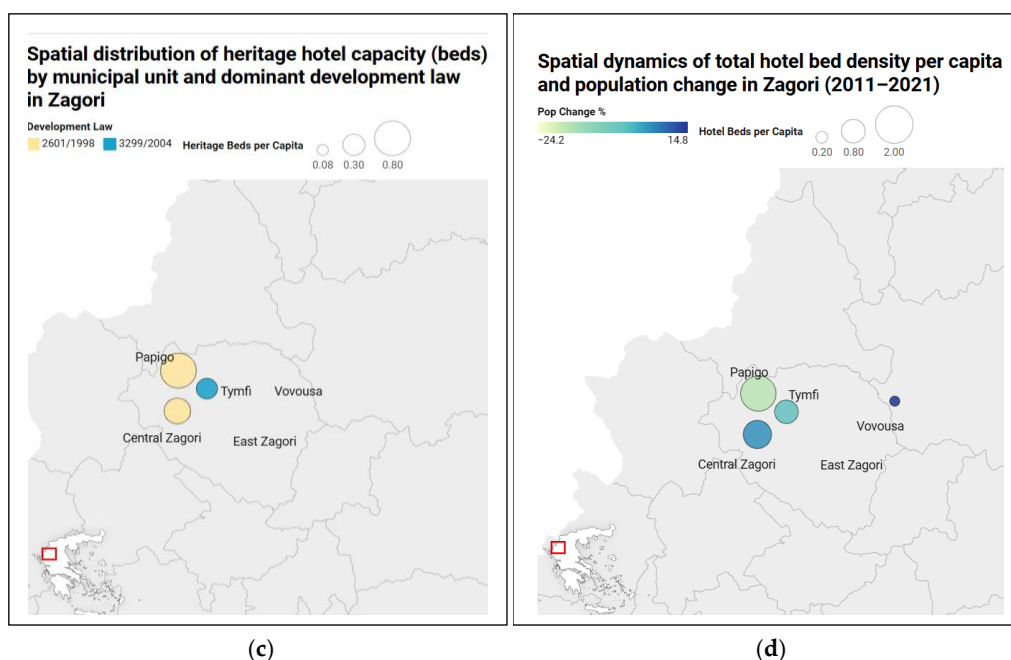 Spatial distribution of heritage hotel capacity (beds)
by municipal unit and dominant development law
in Zagori
Development Law
2601/1998 3299/2004 Heritage Beds per Capita
0.08 0.30 0.80
Papigo
Tymfi Vovousa
Central Zagori East Zagori
(c)
Spatial dynamics of total hotel bed density per capita
and population change in Zagori (2011–2021)
Pop Change %
−24.2 14.8
Hotel Beds per Capita
0.20 0.80 2.00
Papigo
Tymfi
Vovousa
Central Zagori East Zagori
(d)